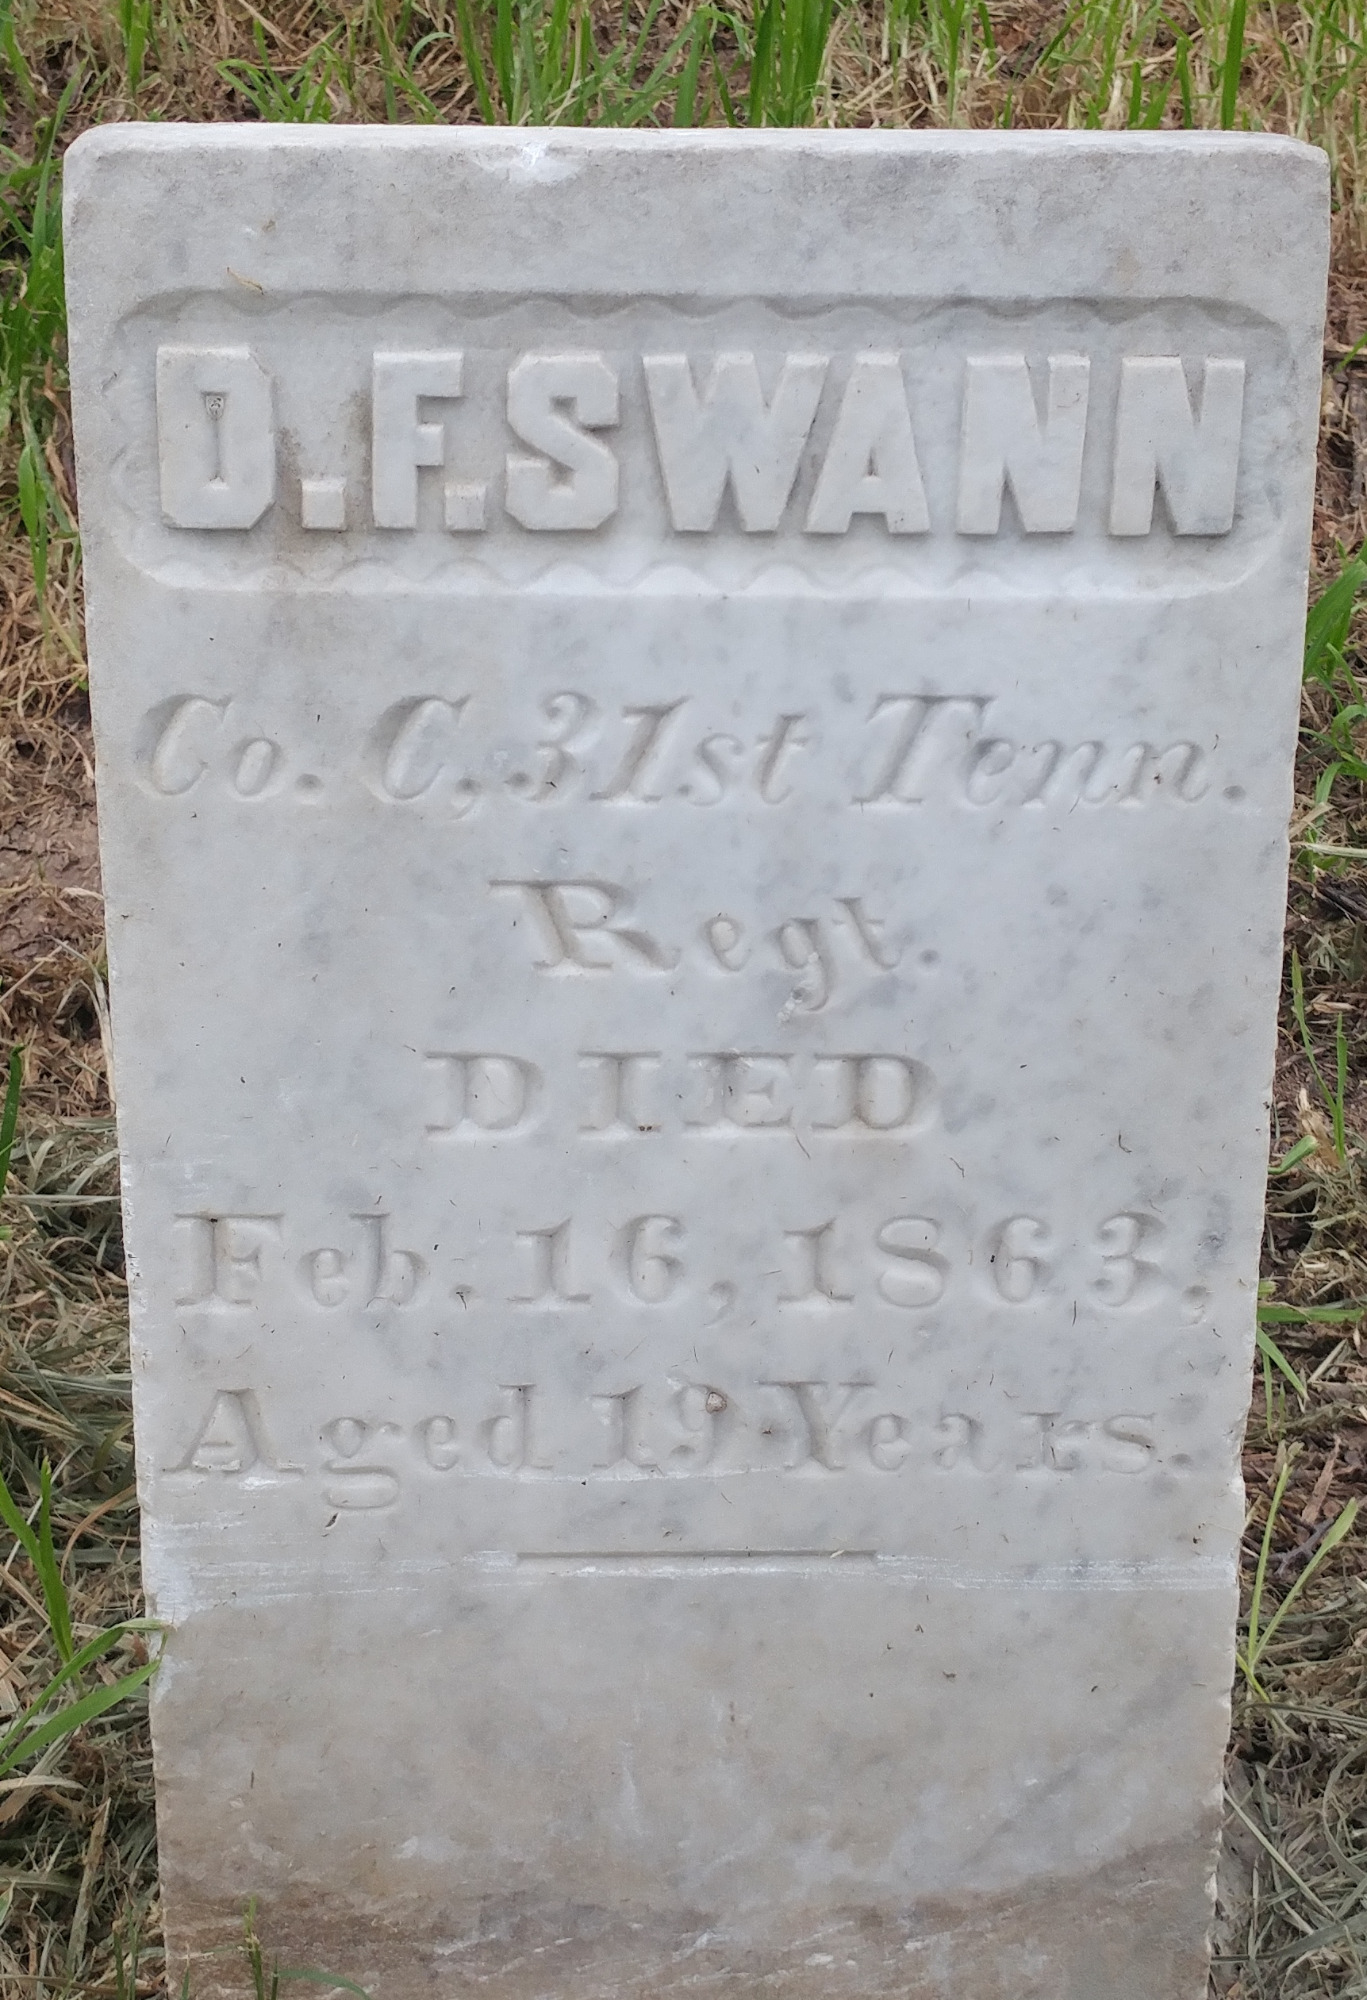 D. F. SWANN
Co. C, 31st Tenn.
Regt.
DIED
Feb. 16, 1863,
Aged 19 Years.